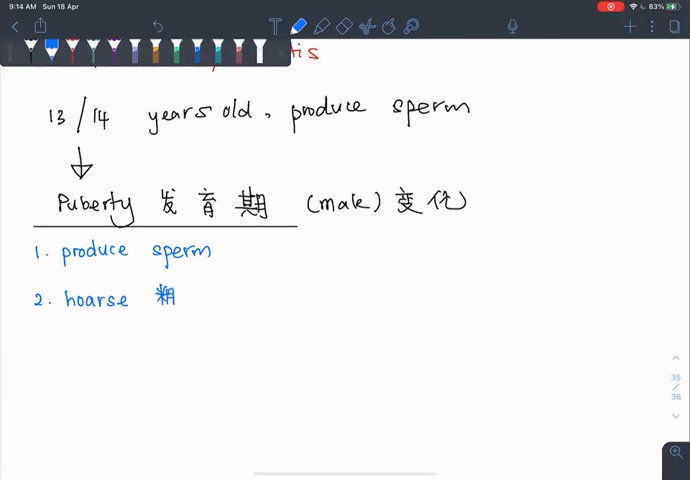 9:14 AM Sun 18 Apr 83%
tis
13/14 years old, produce sperm
Puberty 发育期 (male) 变化
1. produce sperm
2. hoarse 粗
35
/
36